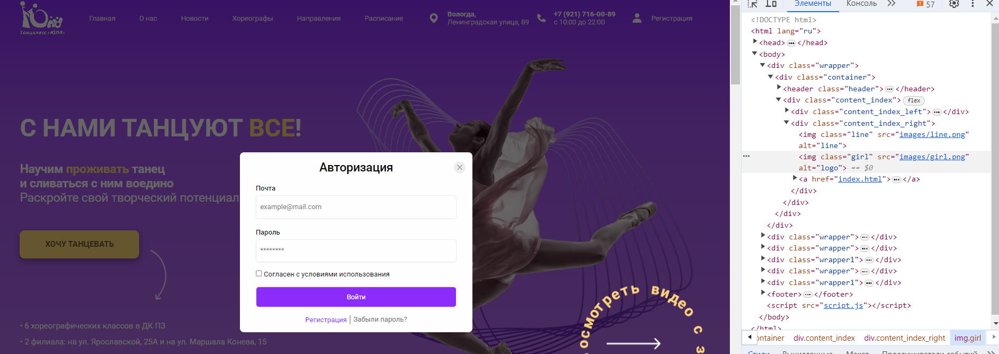 Юла
Танцкласс «ЮЛА»
Главная
О нас
Новости
Хореографы
Направления
Расписание
Вологда,
Ленинградская улица, 89
+7 (921) 716-00-89
с 10:00 до 22:00
Регистрация
С НАМИ ТАНЦУЮТ ВСЕ!
Научим проживать танец
и сливаться с ним воедино
Раскройте свой творческий потенциал
ХОЧУ ТАНЦЕВАТЬ
• 6 хореографических классов в ДК ПЗ
• 2 филиала: на ул. Ярославской, 25А и на ул. Маршала Конева, 15
Авторизация
Почта
example@mail.com
Пароль
********
Согласен с условиями использования
Войти
Регистрация | Забыли пароль?
осмотреть видео с з
Элементы
Консоль
57
<!DOCTYPE html>
<html lang="ru">
<head> ••• </head>
<body>
<div class="wrapper">
<div class="container">
<header class="header"> ••• </header>
<div class="content_index"> flex
<div class="content_index_left"> ••• </div>
<div class="content_index_right">
<img class="line" src="images/line.png"
alt="line">
<img class="girl" src="images/girl.png"
alt="logo"> == $0
<a href="index.html"> ••• </a>
</div>
</div>
</div>
</div>
<div class="wrapper"> ••• </div>
<div class="wrapper"> ••• </div>
<div class="wrapper1"> ••• </div>
<div class="wrapper"> ••• </div>
<div class="wrapper1"> ••• </div>
<footer> ••• </footer>
<script src="script.js"></script>
</body>
</html>
ontainer div.content_index div.content_index_right img.girl
Стили Вычисленные Макет Прослушиватели событий